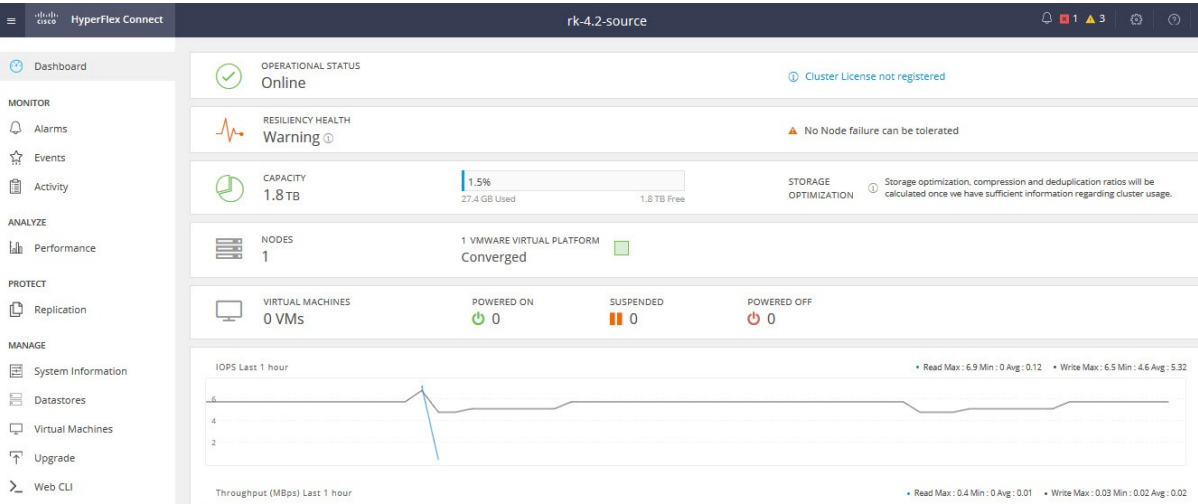 cisco HyperFlex Connect
rk-4.2-source
1 3
Dashboard
MONITOR
Alarms
Events
Activity
ANALYZE
Performance
PROTECT
Replication
MANAGE
System Information
Datastores
Virtual Machines
Upgrade
Web CLI
OPERATIONAL STATUS
Online
Cluster License not registered
RESILIENCY HEALTH
Warning
No Node failure can be tolerated
CAPACITY
1.8 TB
1.5%
27.4 GB Used
1.8 TB Free
STORAGE
OPTIMIZATION
Storage optimization, compression and deduplication ratios will be
calculated once we have sufficient information regarding cluster usage.
NODES
1
1 VMWARE VIRTUAL PLATFORM
Converged
VIRTUAL MACHINES
0 VMs
POWERED ON
0
SUSPENDED
0
POWERED OFF
0
IOPS Last 1 hour
• Read Max : 6.9 Min : 0 Avg : 0.12 • Write Max : 6.5 Min : 4.6 Avg : 5.32
6
4
2
Throughput (MBps) Last 1 hour
• Read Max : 0.4 Min : 0 Avg : 0.01 • Write Max : 0.03 Min : 0.02 Avg : 0.02